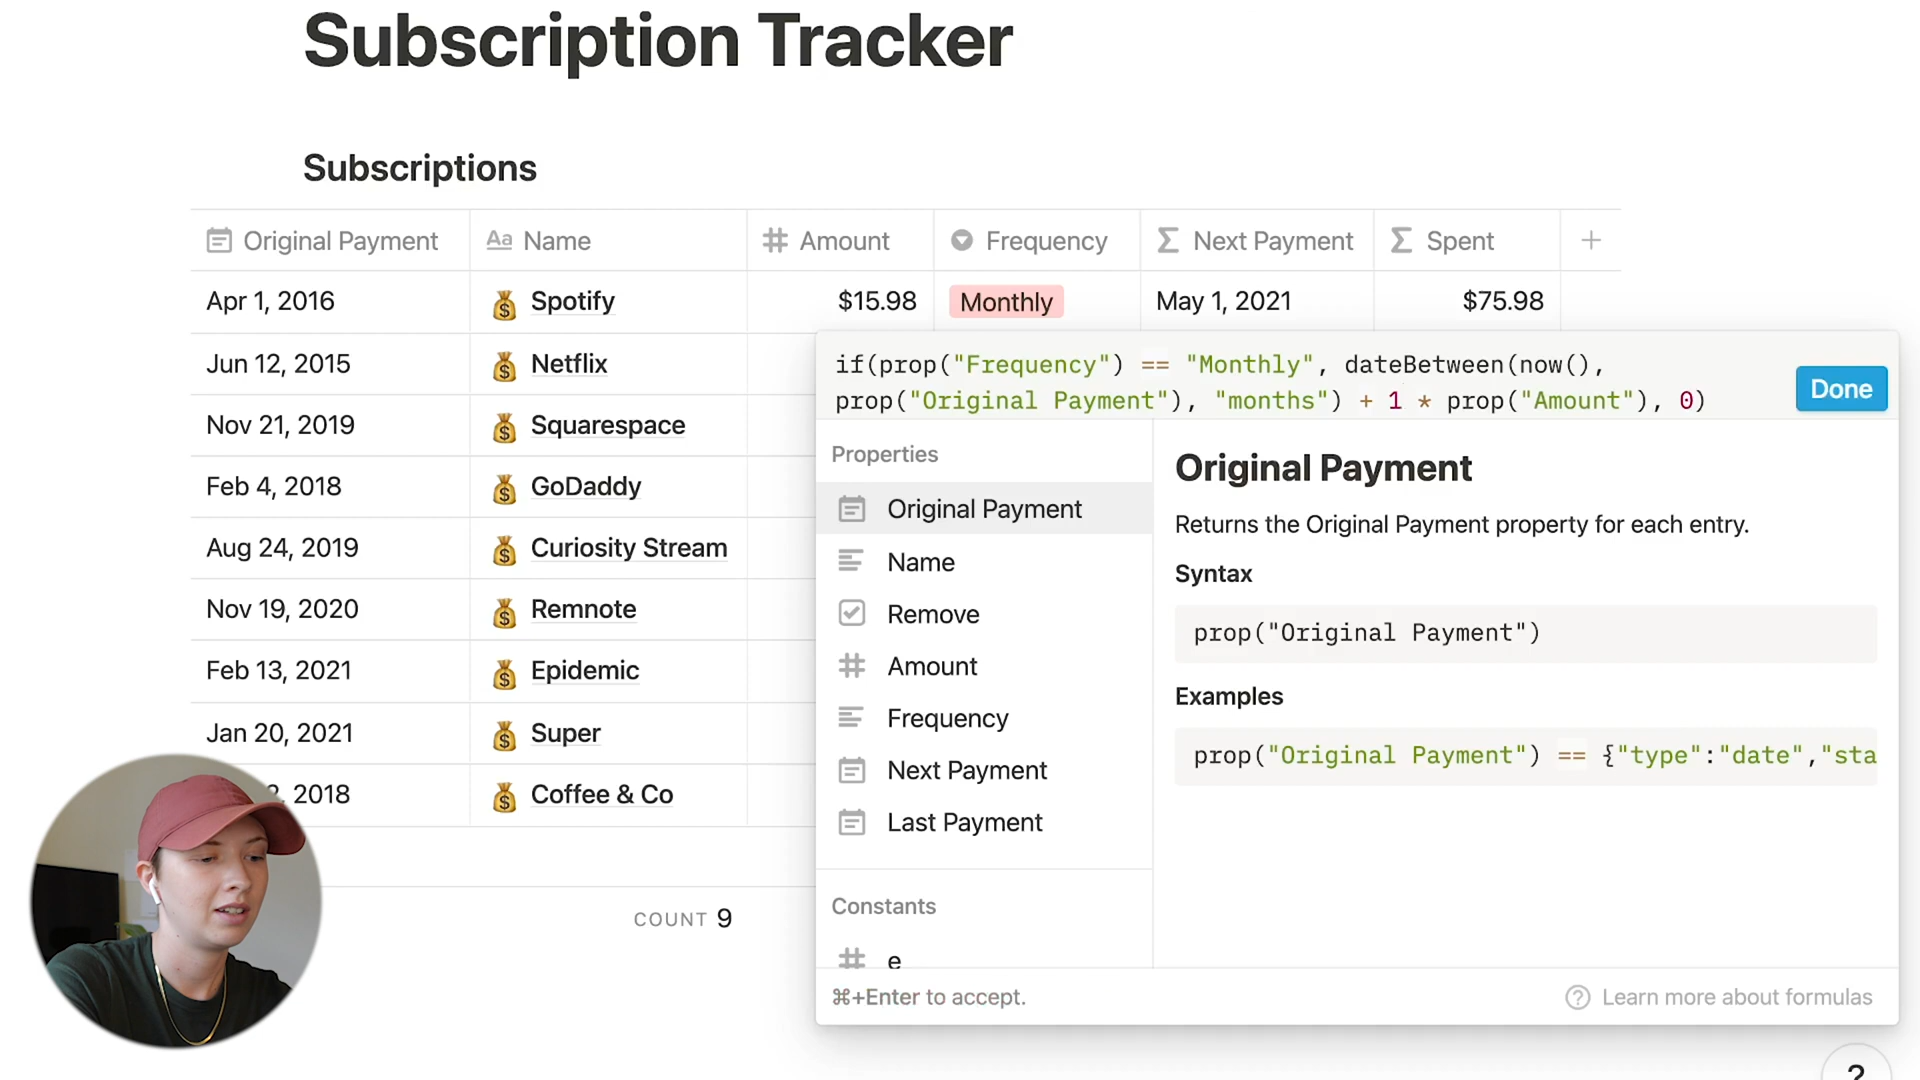 Subscription Tracker
Subscriptions
Original Payment Aa Name Amount Frequency Σ Next Payment Σ Spent +
Apr 1, 2016 Spotify $15.98 Monthly May 1, 2021 $75.98
Jun 12, 2015 Netflix
Nov 21, 2019 Squarespace
Feb 4, 2018 GoDaddy
Aug 24, 2019 Curiosity Stream
Nov 19, 2020 Remnote
Feb 13, 2021 Epidemic
Jan 20, 2021 Super
2018 Coffee & Co
COUNT 9
if(prop("Frequency") == "Monthly", dateBetween(now(),
prop("Original Payment"), "months") + 1 * prop("Amount"), 0)
Done
Properties
Original Payment
Name
Remove
Amount
Frequency
Next Payment
Last Payment
Constants
e
Original Payment
Returns the Original Payment property for each entry.
Syntax
prop("Original Payment")
Examples
prop("Original Payment") == {"type":"date","sta
⌘+Enter to accept.
? Learn more about formulas
?